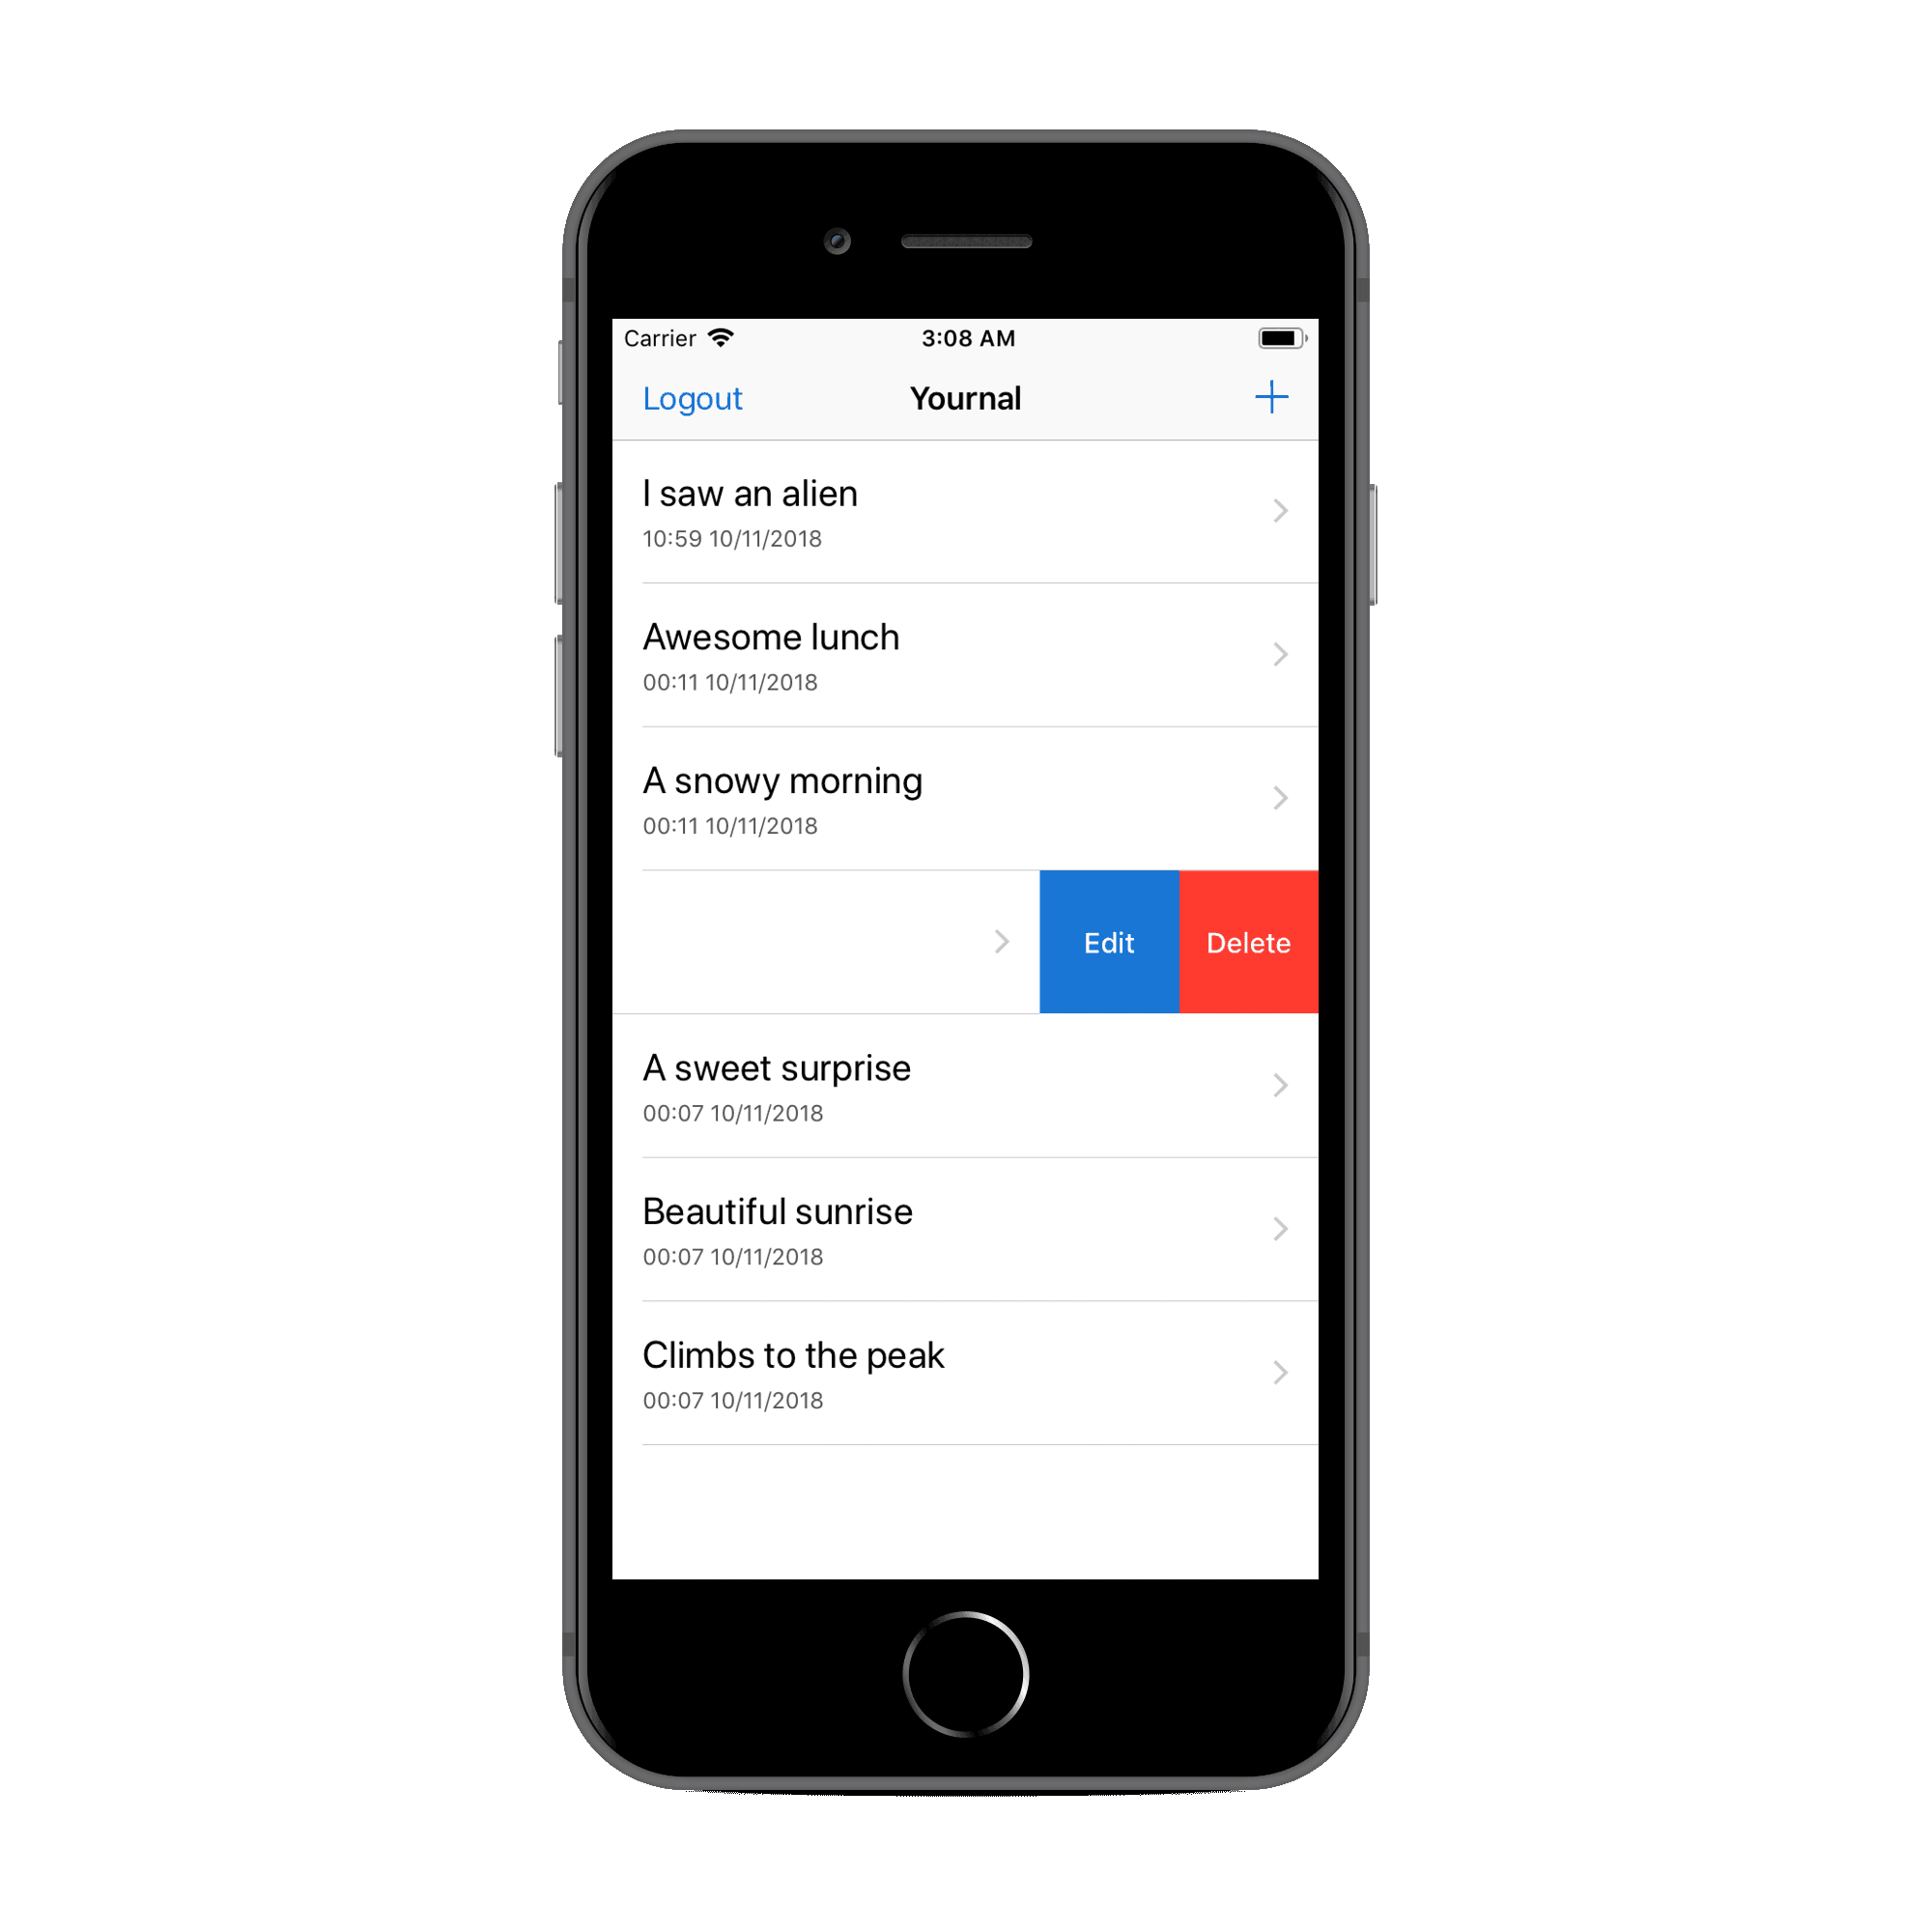 Carrier 3:08 AM
Logout Yournal +
I saw an alien
10:59 10/11/2018
Awesome lunch
00:11 10/11/2018
A snowy morning
00:11 10/11/2018
Edit Delete
A sweet surprise
00:07 10/11/2018
Beautiful sunrise
00:07 10/11/2018
Climbs to the peak
00:07 10/11/2018